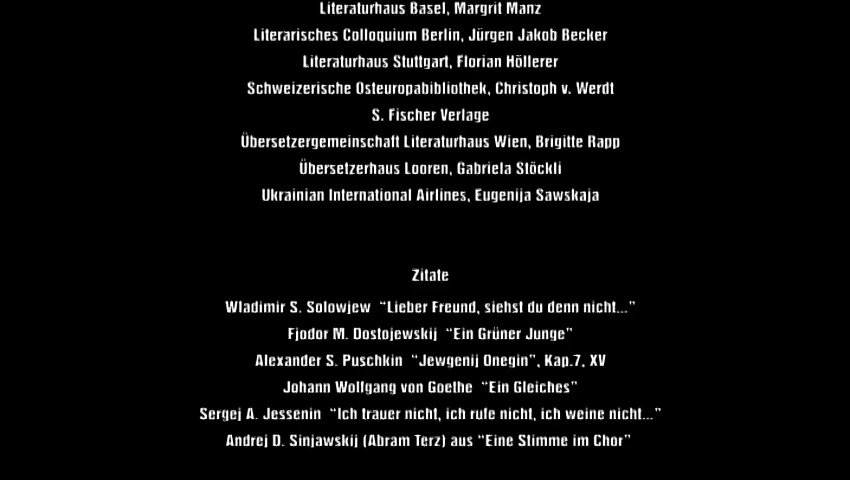 Literaturhaus Basel, Margrit Manz
Literarisches Colloquium Berlin, Jürgen Jakob Becker
Literaturhaus Stuttgart, Florian Höllerer
Schweizerische Osteuropabibliothek, Christoph v. Werdt
S. Fischer Verlage
Übersetzergemeinschaft Literaturhaus Wien, Brigitte Rapp
Übersetzerhaus Looren, Gabriela Stöckli
Ukrainian International Airlines, Eugenija Sawskaja
Zitate
Wladimir S. Solowjew “Lieber Freund, siehst du denn nicht...”
Fjodor M. Dostojewskij “Ein Grüner Junge”
Alexander S. Puschkin “Jewgenij Onegin”, Kap.7, XV
Johann Wolfgang von Goethe “Ein Gleiches”
Sergej A. Jessenin “Ich trauer nicht, ich rufe nicht, ich weine nicht...”
Andrej D. Sinjawskij (Abram Terz) aus “Eine Stimme im Chor”